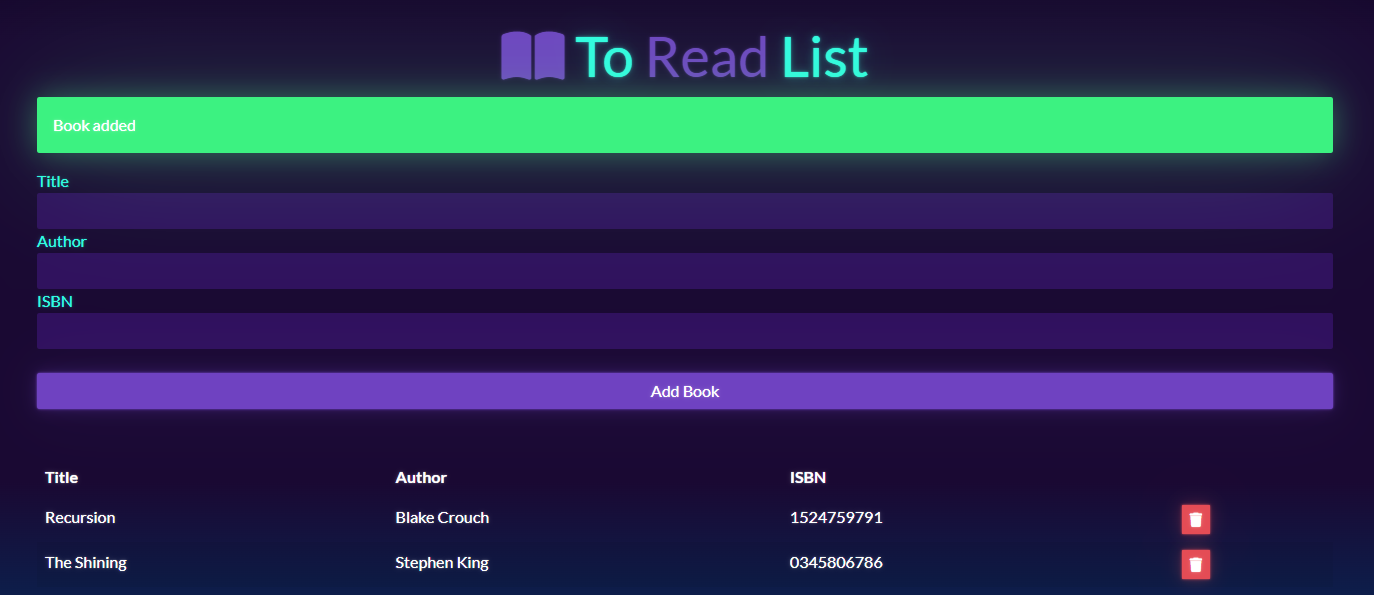 To Read List
Book added
Title
Author
ISBN
Add Book
Title Author ISBN
Recursion Blake Crouch 1524759791
The Shining Stephen King 0345806786